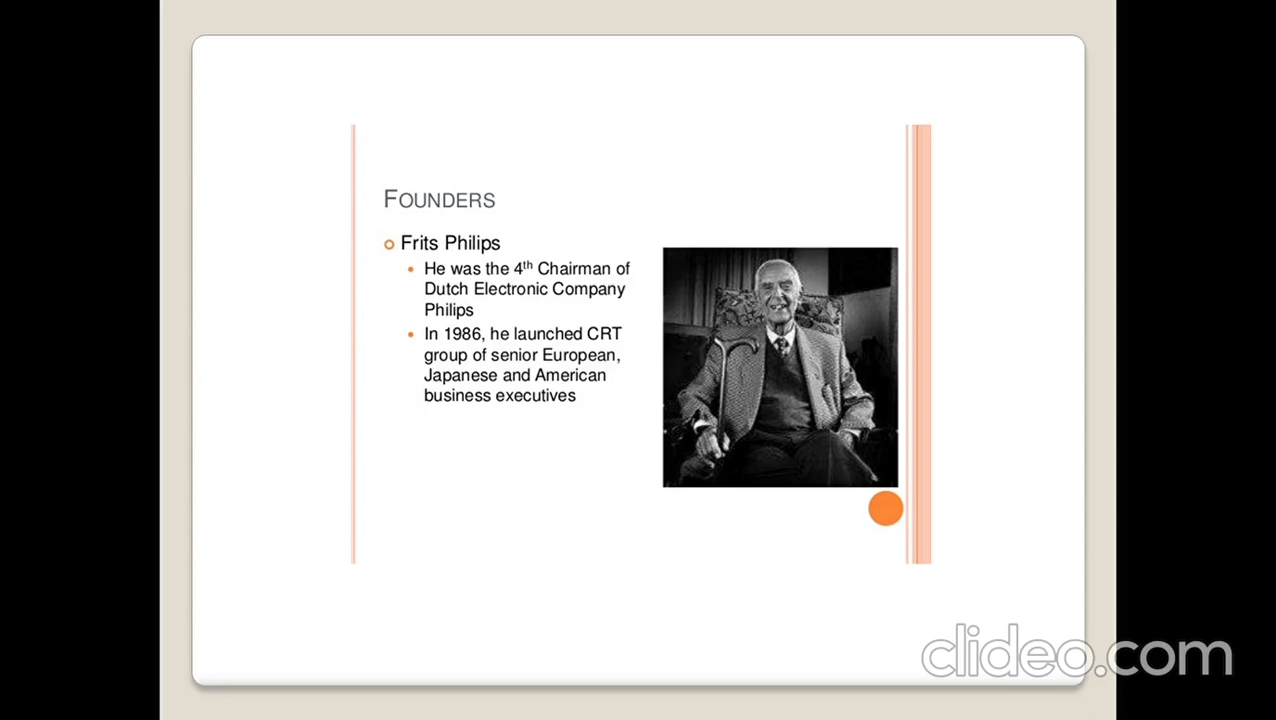 FOUNDERS
Frits Philips
He was the 4th Chairman of
Dutch Electronic Company
Philips
In 1986, he launched CRT
group of senior European,
Japanese and American
business executives
clideo.com